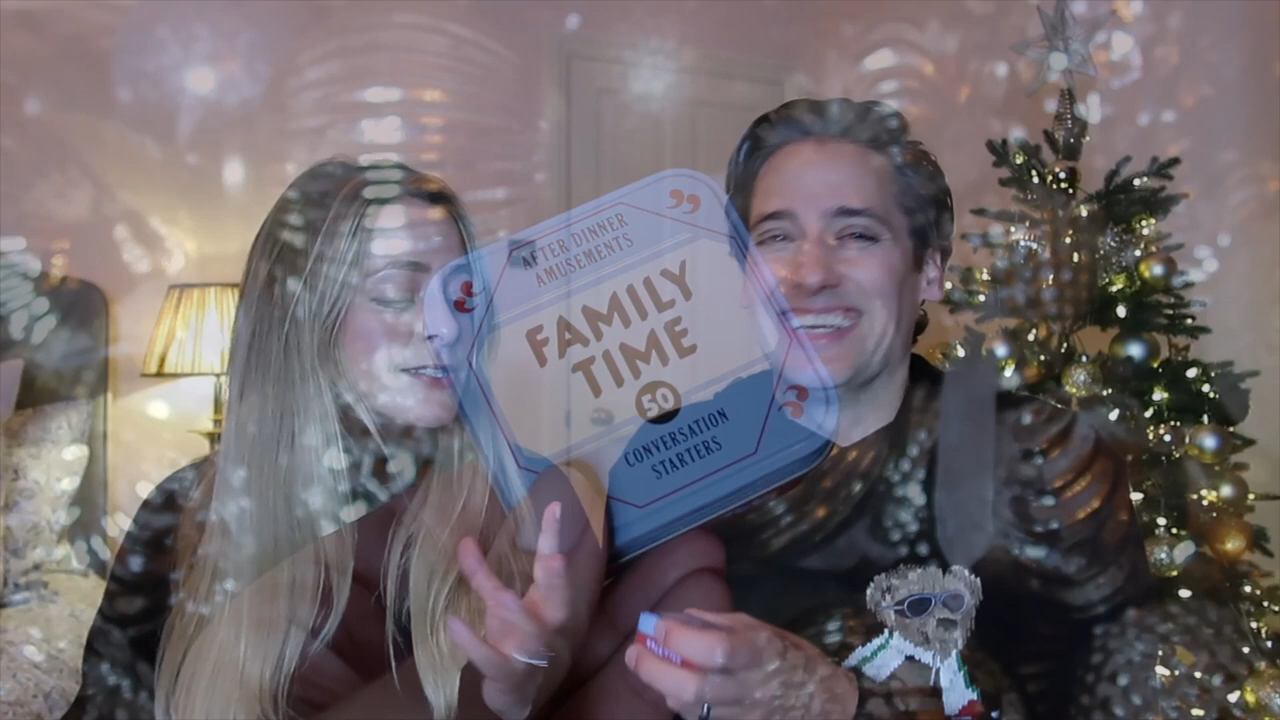 AFTER DINNER
AMUSEMENTS
FAMILY
TIME
50
CONVERSATION
STARTERS